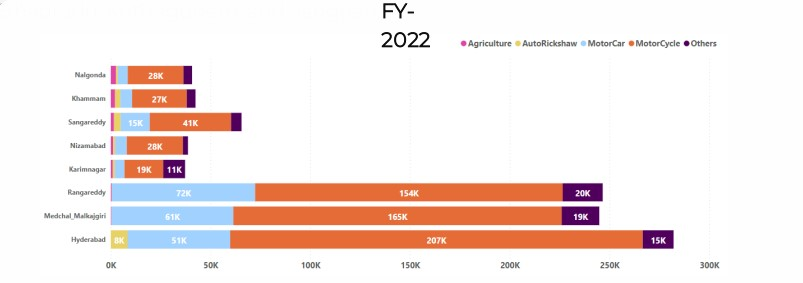 FY-
2022
Agriculture AutoRickshaw MotorCar MotorCycle Others
Nalgonda 28K
Khammam 27K
Sangareddy 15K 41K
Nizamabad 28K
Karimnagar 19K 11K
Rangareddy 72K 154K 20K
Medchal_Malkajgiri 61K 165K 19K
Hyderabad 8K 51K 207K 15K
0K 50K 100K 150K 200K 250K 300K